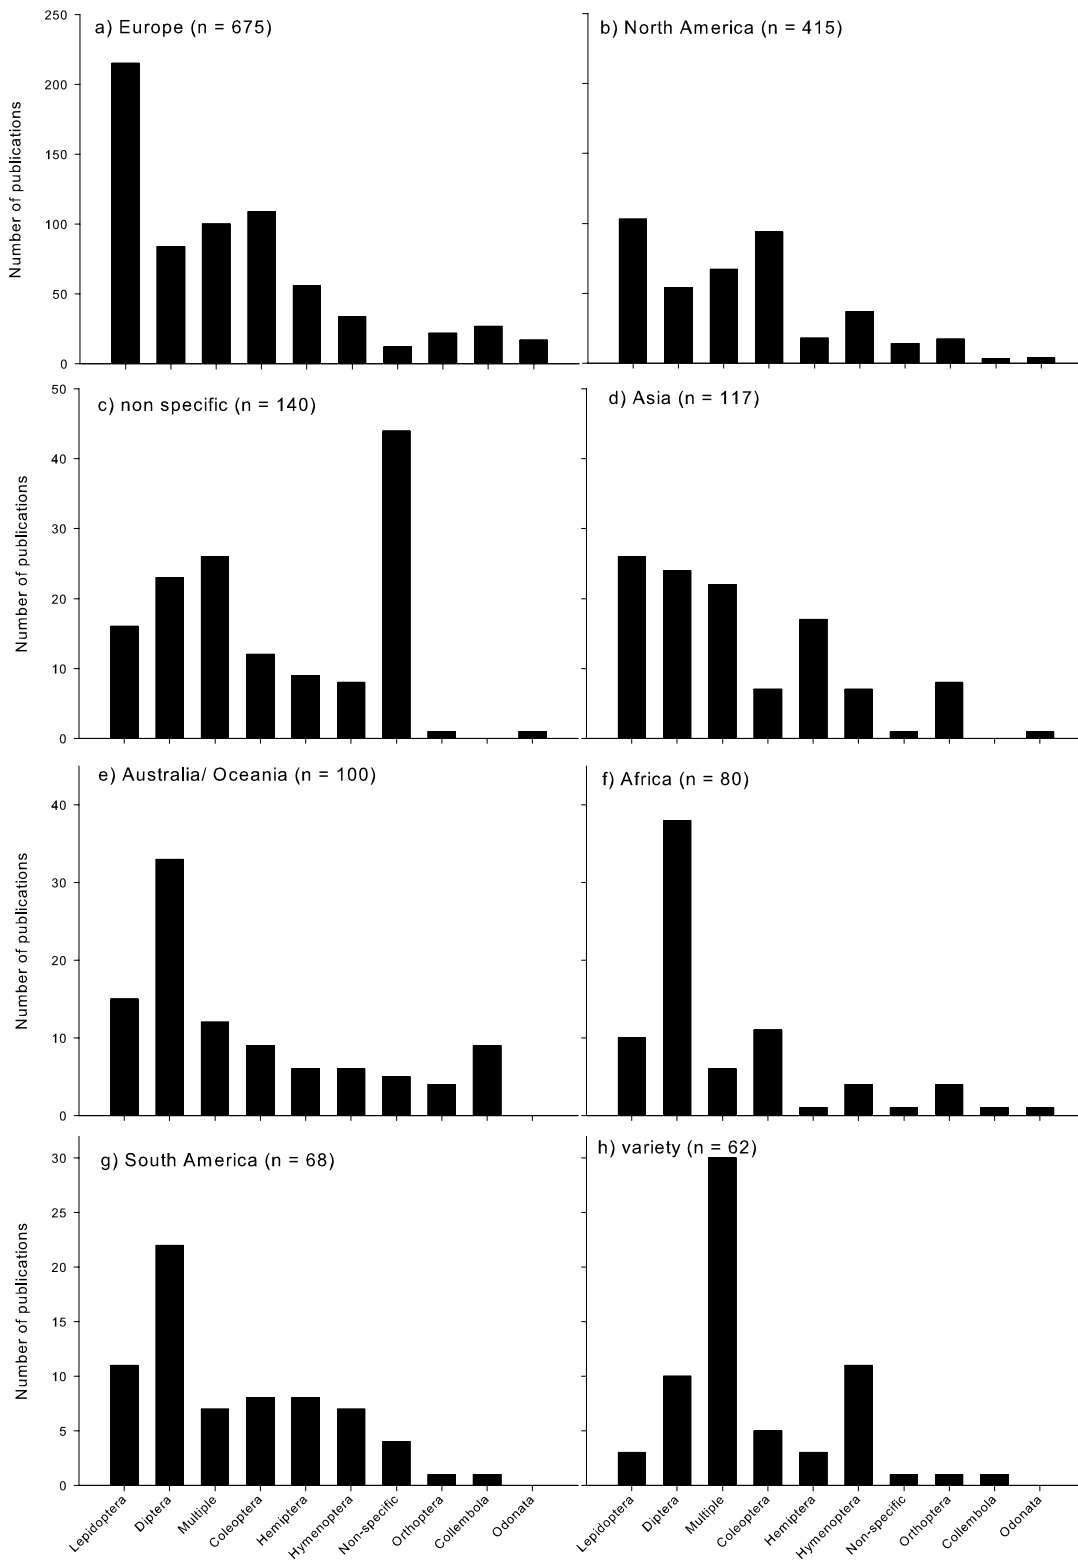 a) Europe (n = 675)
b) North America (n = 415)
Number of publications
250
200
150
100
50
0
c) non specific (n = 140)
d) Asia (n = 117)
Number of publications
50
40
30
20
10
0
e) Australia/ Oceania (n = 100)
f) Africa (n = 80)
Number of publications
40
30
20
10
0
g) South America (n = 68)
h) variety (n = 62)
Number of publications
30
25
20
15
10
5
0
Lepidoptera
Diptera
Multiple
Coleoptera
Hemiptera
Hymenoptera
Non-specific
Orthoptera
Collembola
Odonata
Lepidoptera
Diptera
Multiple
Coleoptera
Hemiptera
Hymenoptera
Non-specific
Orthoptera
Collembola
Odonata